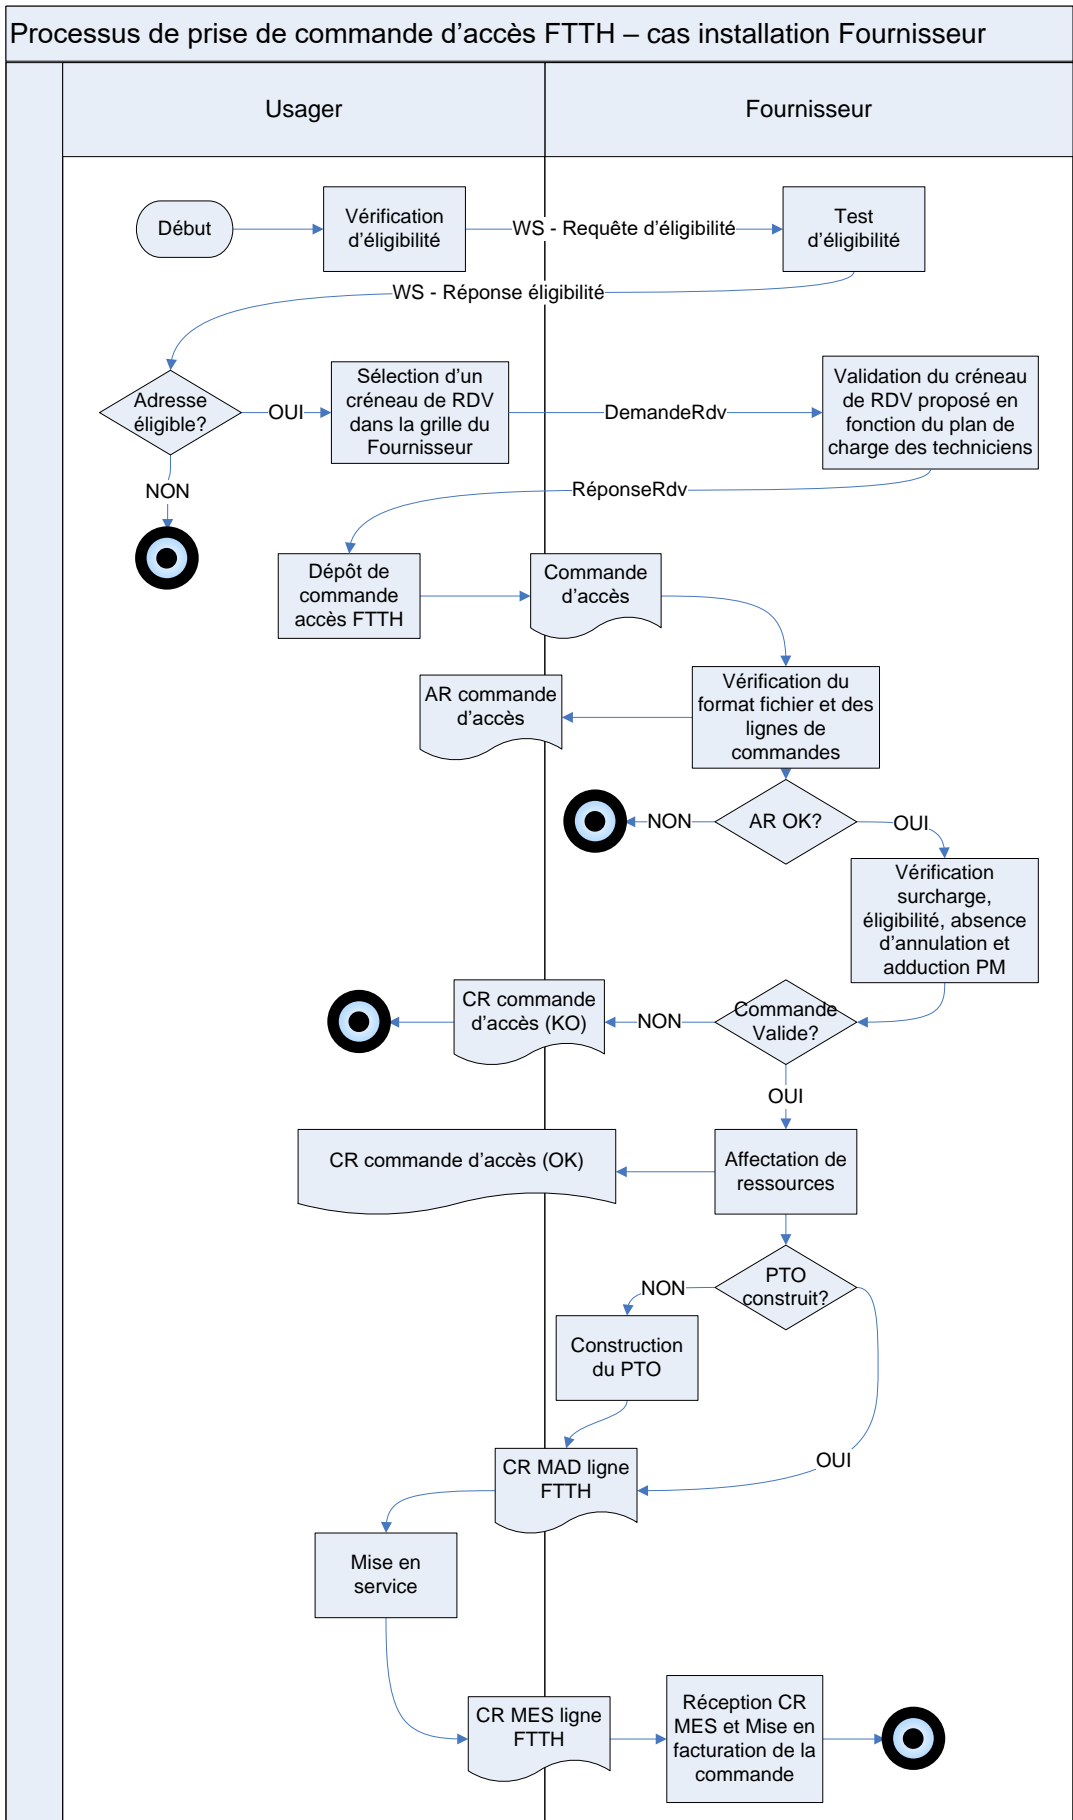 Processus de prise de commande d’accès FTTH – cas installation Fournisseur
Usager
Fournisseur
Début
Vérification
d’éligibilité
WS - Requête d’éligibilité
Test
d’éligibilité
WS - Réponse éligibilité
Adresse
éligible?
OUI
Sélection d’un
créneau de RDV
dans la grille du
Fournisseur
DemandeRdv
Validation du créneau
de RDV proposé en
fonction du plan de
charge des techniciens
NON
RéponseRdv
Dépôt de
commande
accès FTTH
Commande
d’accès
AR commande
d’accès
Vérification du
format fichier et des
lignes de
commandes
NON
AR OK?
OUI
Vérification
surcharge,
éligibilité, absence
d’annulation et
adduction PM
CR commande
d’accès (KO)
NON
Commande
Valide?
OUI
CR commande d’accès (OK)
Affectation de
ressources
NON
PTO
construit?
Construction
du PTO
OUI
CR MAD ligne
FTTH
Mise en
service
CR MES ligne
FTTH
Réception CR
MES et Mise en
facturation de la
commande